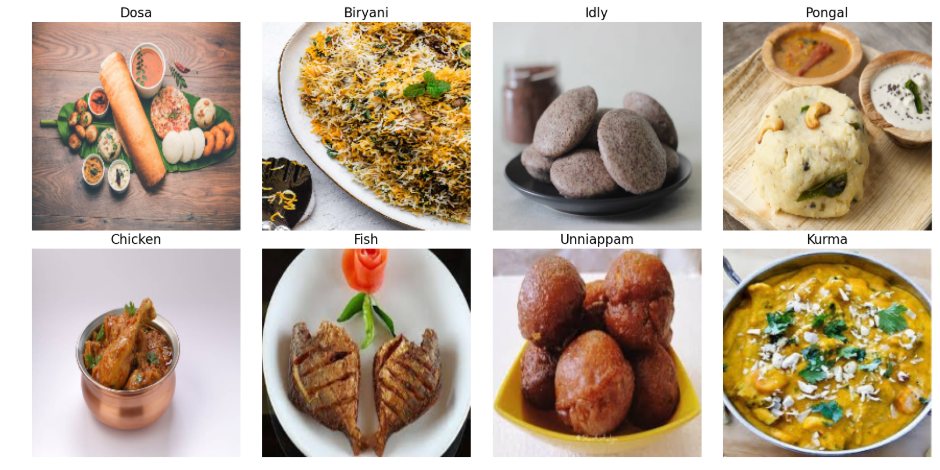 Dosa
Biryani
Idly
Pongal
Chicken
Fish
Unniappam
Kurma